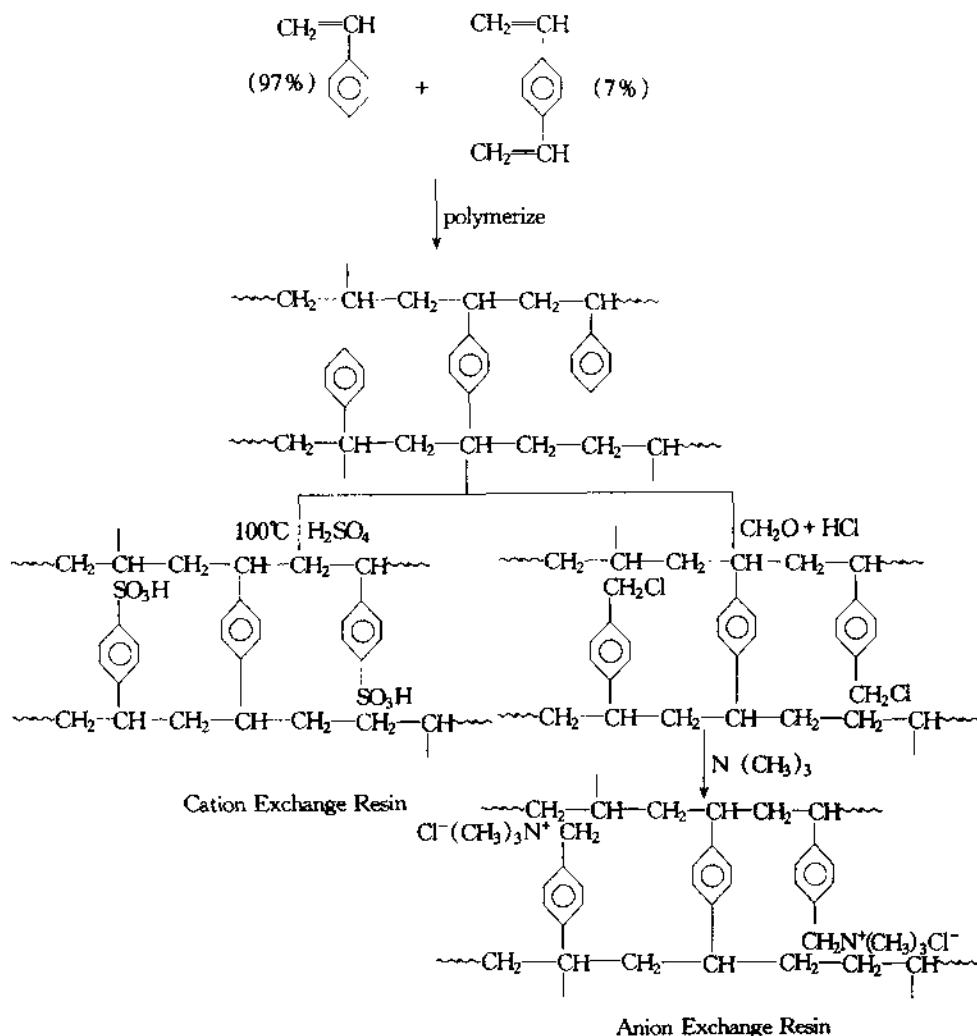 CH₂=CH CH₂=CH
(97%) + (7%)
CH₂=CH
polymerize
CH₂—CH—CH₂—CH—CH₂—CH
CH₂—CH—CH₂—CH—CH₂—CH₂—CH
100℃ H₂SO₄ CH₂O + HCl
CH₂—CH—CH₂—CH—CH₂—CH CH₂—CH—CH₂—CH—CH₂—CH
SO₃H CH₂Cl
SO₃H CH₂Cl
CH₂—CH—CH₂—CH—CH₂—CH₂—CH CH₂—CH—CH₂—CH—CH₂—CH₂—CH
N (CH₃)₃
Cation Exchange Resin
CH₂—CH—CH₂—CH—CH₂—CH
Cl⁻(CH₃)₃N⁺ CH₂
CH₂N⁺(CH₃)₃Cl⁻
CH₂—CH—CH₂—CH—CH₂—CH₂—CH
Anion Exchange Resin